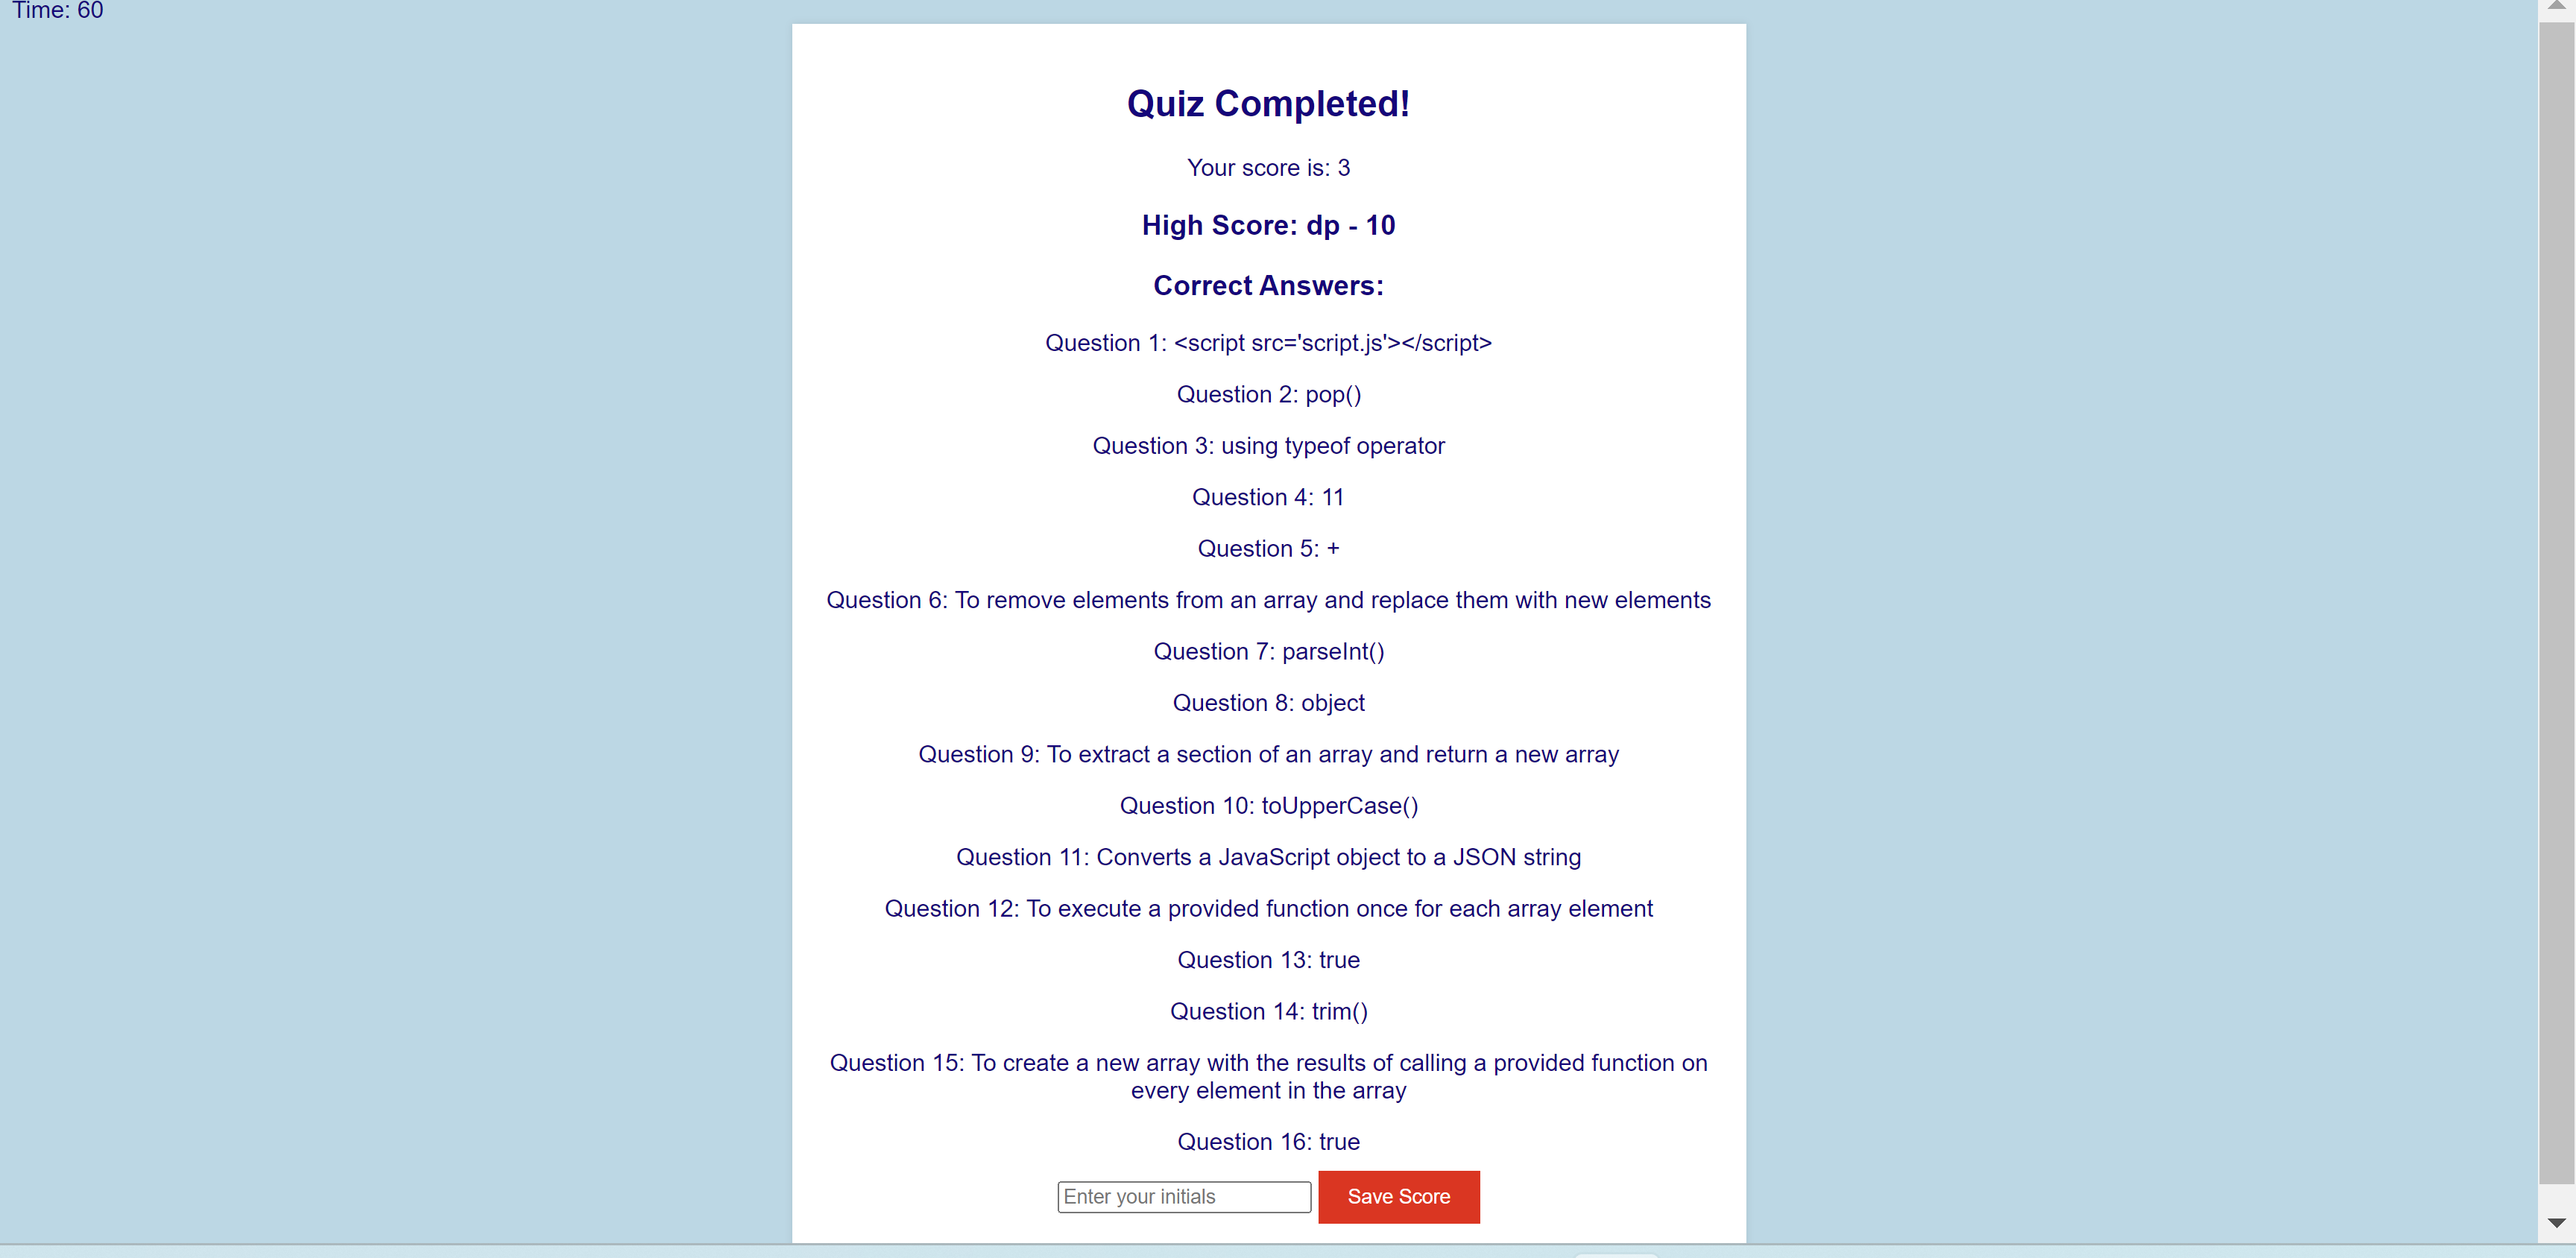 Time: 60
Quiz Completed!
Your score is: 3
High Score: dp - 10
Correct Answers:
Question 1: <script src='script.js'></script>
Question 2: pop()
Question 3: using typeof operator
Question 4: 11
Question 5: +
Question 6: To remove elements from an array and replace them with new elements
Question 7: parseInt()
Question 8: object
Question 9: To extract a section of an array and return a new array
Question 10: toUpperCase()
Question 11: Converts a JavaScript object to a JSON string
Question 12: To execute a provided function once for each array element
Question 13: true
Question 14: trim()
Question 15: To create a new array with the results of calling a provided function on
every element in the array
Question 16: true
Enter your initials Save Score